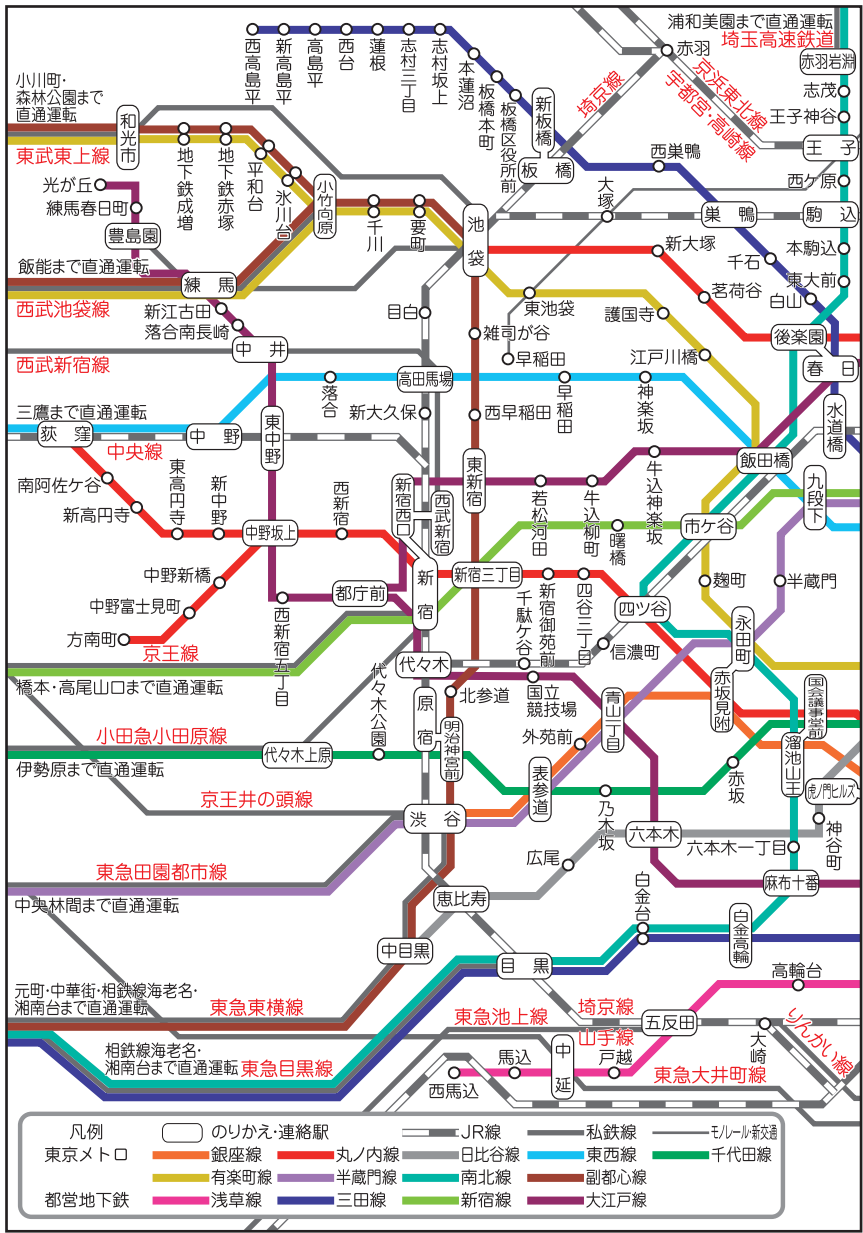 西高島平
新高島平
高島平
西台
蓮根
志村三丁目
志村坂上
本蓮沼
板橋本町
板橋区役所前
新板橋
板橋
埼京線
赤羽
浦和美園まで直通運転
埼玉高速鉄道
赤羽岩淵
京浜東北線
宇都宮・高崎線
志茂
王子神谷
王子
西ケ原
西巣鴨
大塚
巣鴨
駒込
本駒込
東大前
千石
白山
新大塚
茗荷谷
後楽園
春日
小川町・
森林公園まで
直通運転
東武東上線
和光市
地下鉄成増
地下鉄赤塚
平和台
氷川台
小竹向原
千川
要町
池袋
光が丘
練馬春日町
豊島園
飯能まで直通運転
練馬
西武池袋線
新江古田
落合南長崎
中井
西武新宿線
目白
雑司が谷
東池袋
早稲田
護国寺
江戸川橋
高田馬場
落合
早稲田
神楽坂
新大久保
西早稲田
水道橋
三鷹まで直通運転
荻窪
中野
東中野
中央線
南阿佐ケ谷
新高円寺
東高円寺
新中野
中野坂上
西新宿
新宿西口
西武新宿
東新宿
若松河田
牛込柳町
牛込神楽坂
飯田橋
九段下
曙橋
市ケ谷
中野新橋
中野富士見町
方南町
都庁前
新宿
新宿三丁目
千駄ケ谷
新宿御苑前
四谷三丁目
信濃町
四ツ谷
麹町
半蔵門
永田町
西新宿五丁目
京王線
橋本・高尾山口まで直通運転
代々木
代々木公園
北参道
国立競技場
青山一丁目
赤坂見附
国会議事堂前
溜池山王
虎ノ門ヒルズ
小田急小田原線
伊勢原まで直通運転
代々木上原
原宿
明治神宮前
外苑前
表参道
乃木坂
赤坂
神谷町
京王井の頭線
渋谷
広尾
六本木
六本木一丁目
麻布十番
東急田園都市線
中央林間まで直通運転
恵比寿
中目黒
白金台
白金高輪
目黒
高輪台
元町・中華街・相鉄線海老名・
湘南台まで直通運転
東急東横線
相鉄線海老名・
湘南台まで直通運転
東急目黒線
東急池上線
埼京線
山手線
五反田
大崎
りんかい線
西馬込
馬込
中延
戸越
東急大井町線
凡例
のりかえ・連絡駅
JR線
私鉄線
モノレール・新交通
東京メトロ
銀座線
丸ノ内線
日比谷線
東西線
千代田線
有楽町線
半蔵門線
南北線
副都心線
都営地下鉄
浅草線
三田線
新宿線
大江戸線